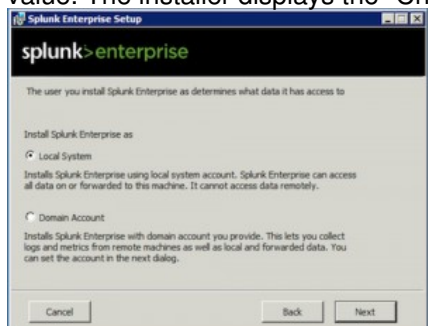 value. The installer displays the "Ch
Splunk Enterprise Setup
splunk>enterprise
The user you install Splunk Enterprise as determines what data it has access to
Install Splunk Enterprise as
Local System
Installs Splunk Enterprise using local system account. Splunk Enterprise can access
all data on or forwarded to this machine. It cannot access data remotely.
Domain Account
Installs Splunk Enterprise with domain account you provide. This lets you collect
logs and metrics from remote machines as well as local and forwarded data. You
can set the account in the next dialog.
Cancel Back Next